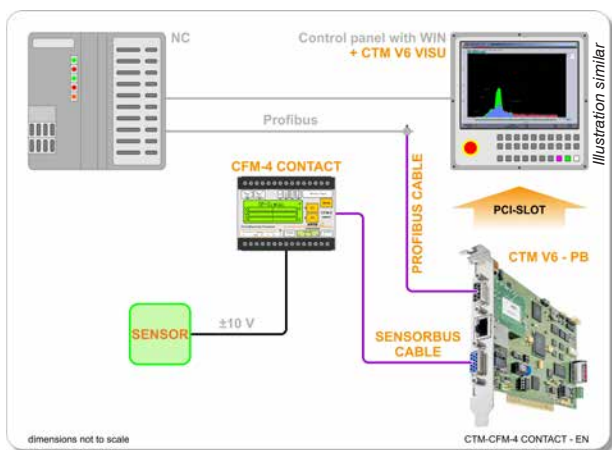 NC
Control panel with WIN
+ CTM V6 VISU
Illustration similar
Profibus
CFM-4 CONTACT
PROFIBUS CABLE
PCI-SLOT
CTM V6 - PB
SENSOR
±10 V
SENSORBUS
CABLE
dimensions not to scale
CTM-CFM-4 CONTACT - EN